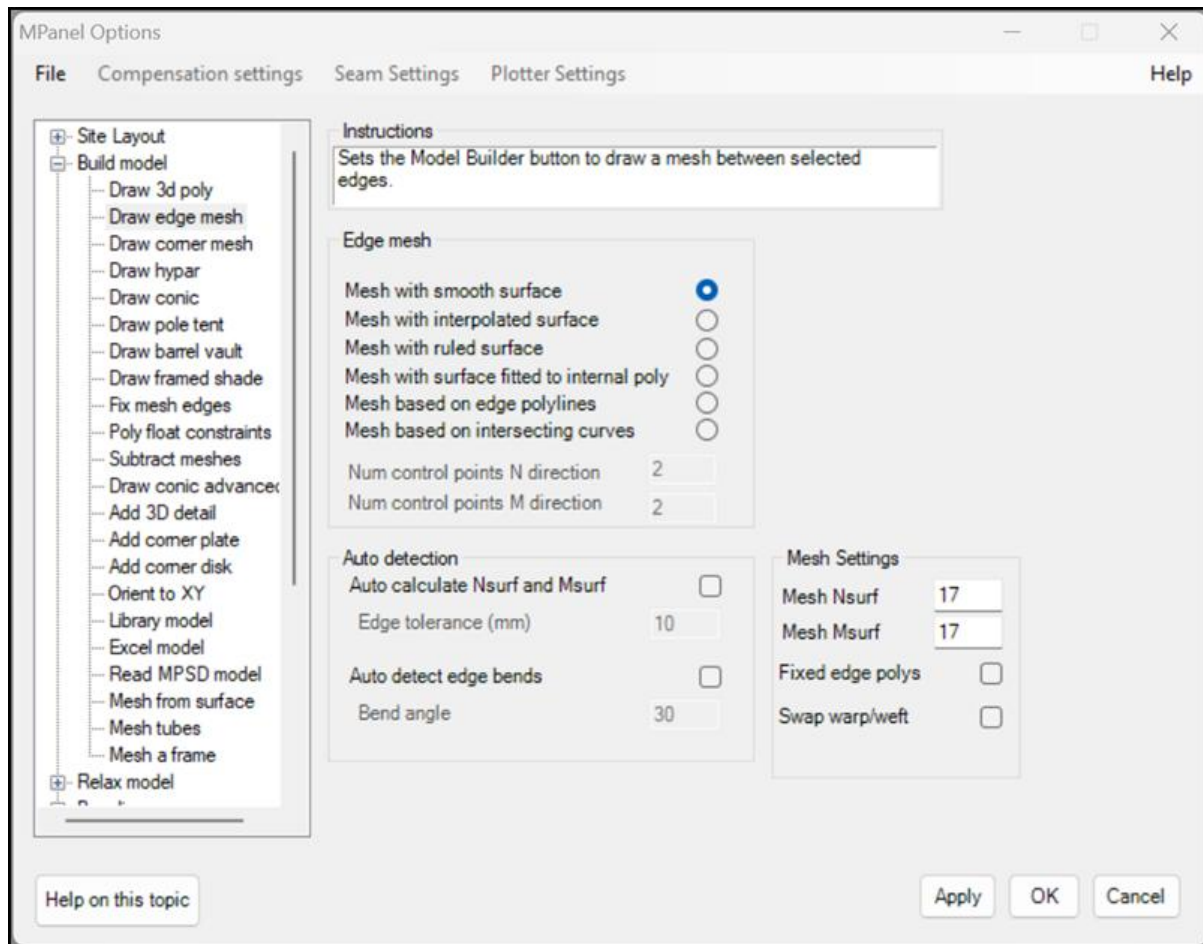 MPanel Options
File Compensation settings Seam Settings Plotter Settings Help
Site Layout
Build model
Draw 3d poly
Draw edge mesh
Draw corner mesh
Draw hypar
Draw conic
Draw pole tent
Draw barrel vault
Draw framed shade
Fix mesh edges
Poly float constraints
Subtract meshes
Draw conic advanced
Add 3D detail
Add corner plate
Add corner disk
Orient to XY
Library model
Excel model
Read MPSD model
Mesh from surface
Mesh tubes
Mesh a frame
Relax model
Instructions
Sets the Model Builder button to draw a mesh between selected
edges.
Edge mesh
Mesh with smooth surface
Mesh with interpolated surface
Mesh with ruled surface
Mesh with surface fitted to internal poly
Mesh based on edge polylines
Mesh based on intersecting curves
Num control points N direction 2
Num control points M direction 2
Auto detection
Auto calculate Nsurf and Msurf
Edge tolerance (mm) 10
Auto detect edge bends
Bend angle 30
Mesh Settings
Mesh Nsurf 17
Mesh Msurf 17
Fixed edge polys
Swap warp/weft
Help on this topic
Apply OK Cancel